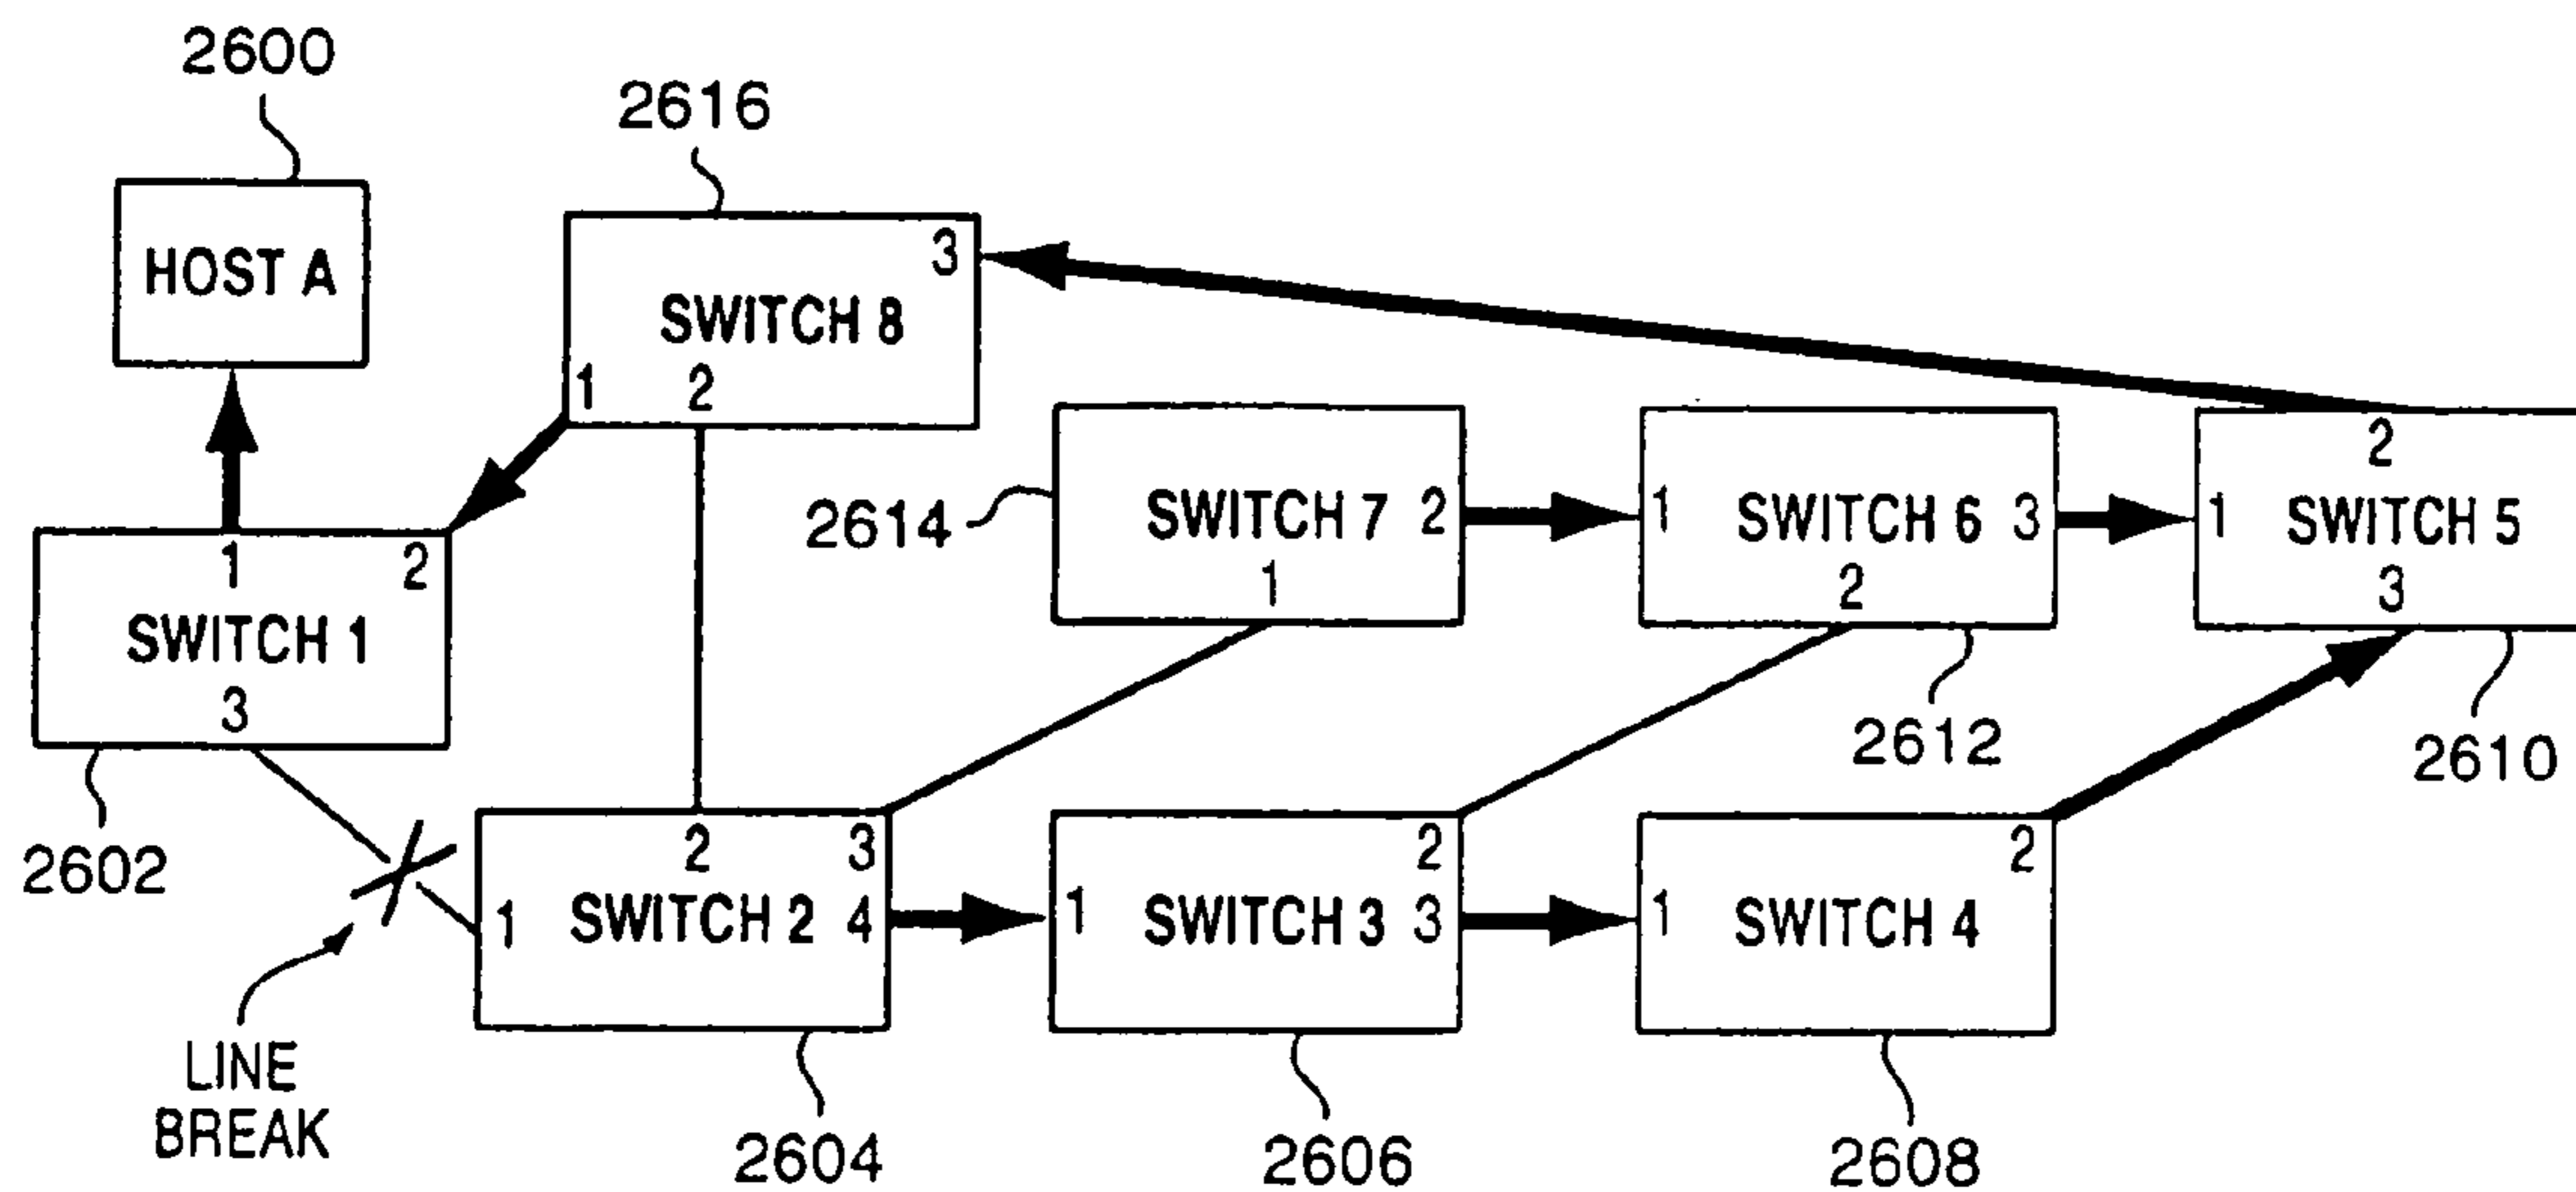 2600
2616
HOST A
3
SWITCH 8
1 2
2
2614
SWITCH 7 2
1
1 SWITCH 6 3
2
1 SWITCH 5
3
1 2
SWITCH 1
3
2612
2610
2602
2 3
1 SWITCH 2 4
2
1 SWITCH 3 3
2
1 SWITCH 4
LINE
BREAK
2604
2606
2608